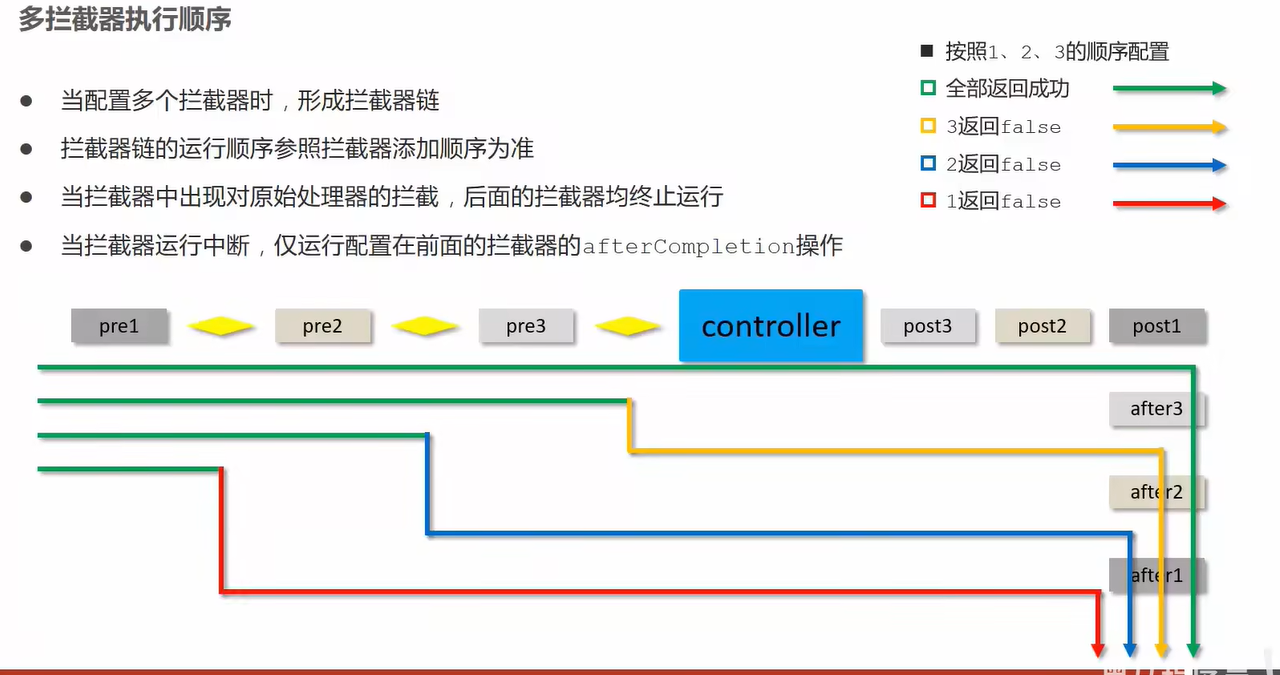 多拦截器执行顺序
按照1、2、3的顺序配置
全部返回成功
3返回false
2返回false
1返回false
当配置多个拦截器时，形成拦截器链
拦截器链的运行顺序参照拦截器添加顺序为准
当拦截器中出现对原始处理器的拦截，后面的拦截器均终止运行
当拦截器运行中断，仅运行配置在前面的拦截器的afterCompletion操作
pre1
pre2
pre3
controller
post3
post2
post1
after3
after2
after1